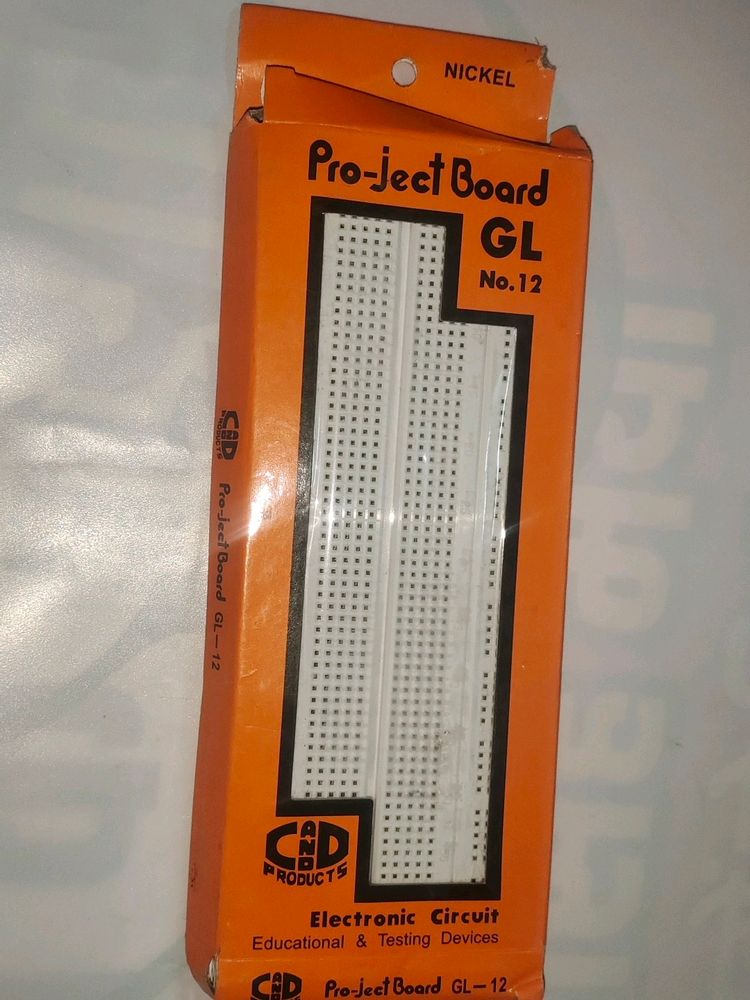 NICKEL
Pro-ject Board
GL
No.12
C AND D
PRODUCTS
Pro-ject Board GL-12
C AND D
PRODUCTS
Electronic Circuit
Educational & Testing Devices
C AND D
Pro-ject Board GL-12